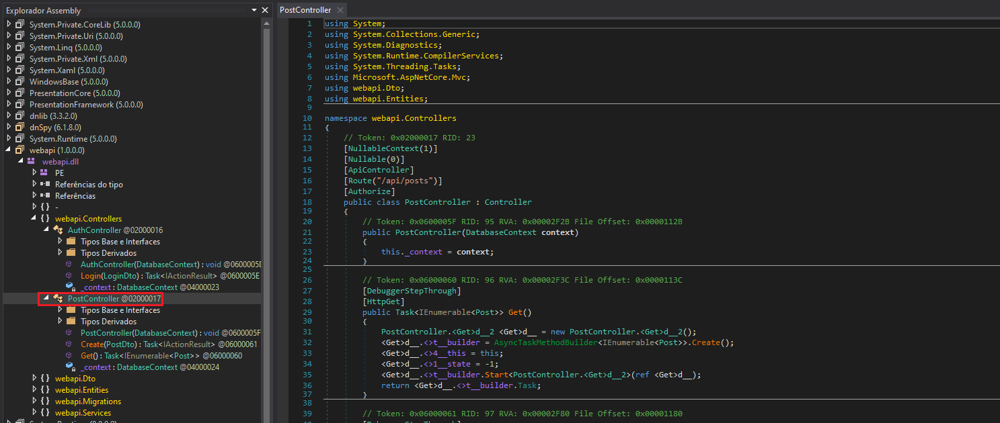 Explorador Assembly
System.Private.CoreLib (5.0.0.0)
System.Private.Uri (5.0.0.0)
System.Linq (5.0.0.0)
System.Private.Xml (5.0.0.0)
System.Xaml (5.0.0.0)
WindowsBase (5.0.0.0)
PresentationCore (5.0.0.0)
PresentationFramework (5.0.0.0)
dnlib (3.3.2.0)
dnSpy (6.1.8.0)
System.Runtime (5.0.0.0)
webapi (1.0.0.0)
webapi.dll
PE
Referências do tipo
Referências
{ } -
{ } webapi.Controllers
AuthController @02000016
Tipos Base e Interfaces
Tipos Derivados
AuthController(DatabaseContext) : void @0600005D
Login(LoginDto) : Task<IActionResult> @0600005E
_context : DatabaseContext @04000023
PostController @02000017
Tipos Base e Interfaces
Tipos Derivados
PostController(DatabaseContext) : void @0600005F
Create(PostDto) : Task<IActionResult> @06000061
Get() : Task<IEnumerable<Post>> @06000060
_context : DatabaseContext @04000024
{ } webapi.Dto
{ } webapi.Entities
{ } webapi.Migrations
{ } webapi.Services
PostController
1 using System;
2 using System.Collections.Generic;
3 using System.Diagnostics;
4 using System.Runtime.CompilerServices;
5 using System.Threading.Tasks;
6 using Microsoft.AspNetCore.Mvc;
7 using webapi.Dto;
8 using webapi.Entities;
9
10 namespace webapi.Controllers
11 {
12 // Token: 0x02000017 RID: 23
13 [NullableContext(1)]
14 [Nullable(0)]
15 [ApiController]
16 [Route("/api/posts")]
17 [Authorize]
18 public class PostController : Controller
19 {
20 // Token: 0x0600005F RID: 95 RVA: 0x00002F2B File Offset: 0x0000112B
21 public PostController(DatabaseContext context)
22 {
23 this._context = context;
24 }
25
26 // Token: 0x06000060 RID: 96 RVA: 0x00002F3C File Offset: 0x0000113C
27 [DebuggerStepThrough]
28 [HttpGet]
29 public Task<IEnumerable<Post>> Get()
30 {
31 PostController.<Get>d__2 <Get>d__ = new PostController.<Get>d__2();
32 <Get>d__.<>t__builder = AsyncTaskMethodBuilder<IEnumerable<Post>>.Create();
33 <Get>d__.<>4__this = this;
34 <Get>d__.<>1__state = -1;
35 <Get>d__.<>t__builder.Start<PostController.<Get>d__2>(ref <Get>d__);
36 return <Get>d__.<>t__builder.Task;
37 }
38
39 // Token: 0x06000061 RID: 97 RVA: 0x00002F80 File Offset: 0x00001180